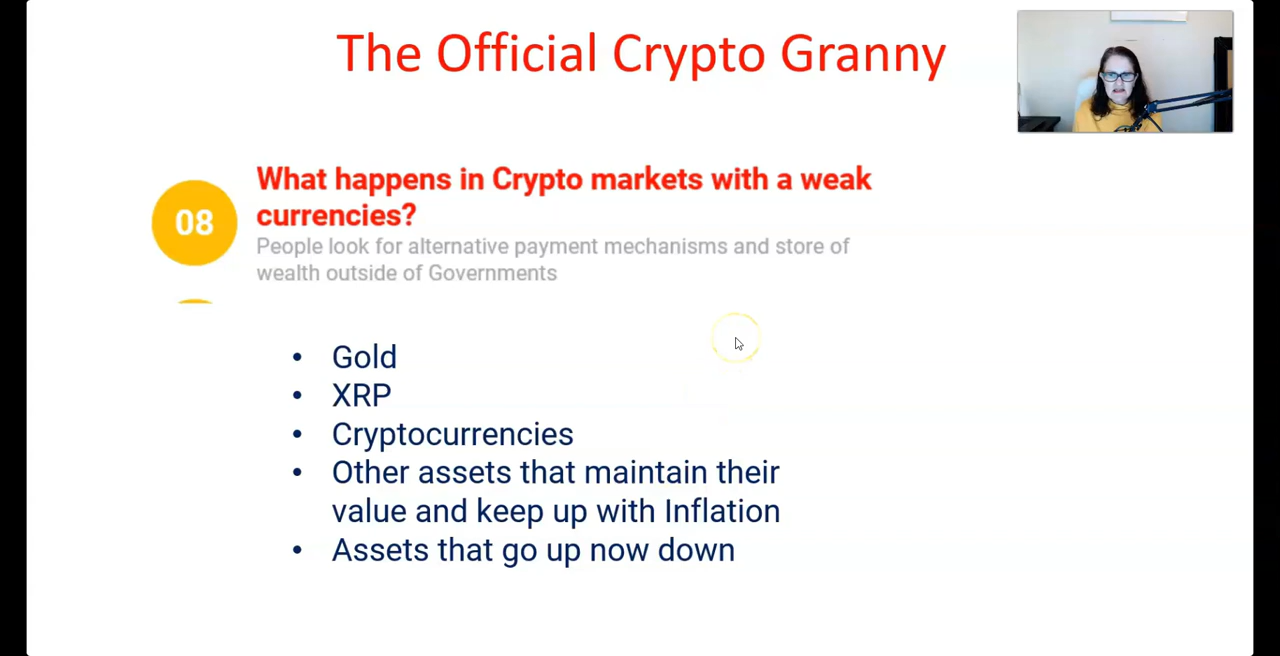 The Official Crypto Granny
08
What happens in Crypto markets with a weak
currencies?
People look for alternative payment mechanisms and store of
wealth outside of Governments
• Gold
• XRP
• Cryptocurrencies
• Other assets that maintain their
value and keep up with Inflation
• Assets that go up now down